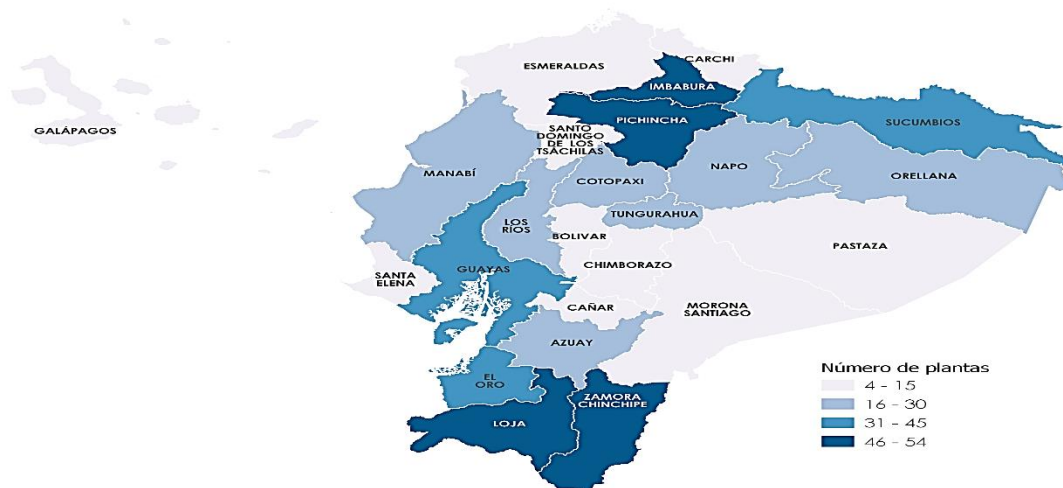 ESMERALDAS
CARCHI
IMBABURA
PICHINCHA
SUCUMBIOS
GALÁPAGOS
SANTO
DOMINGO
DE LOS
TSÁCHILAS
MANABÍ
COTOPAXI
NAPO
ORELLANA
LOS
RÍOS
TUNGURAHUA
BOLIVAR
PASTAZA
CHIMBORAZO
SANTA
ELENA
GUAYAS
CAÑAR
MORONA
SANTIAGO
AZUAY
EL
ORO
ZAMORA
CHINCHIPE
LOJA
Número de plantas
4 - 15
16 - 30
31 - 45
46 - 54